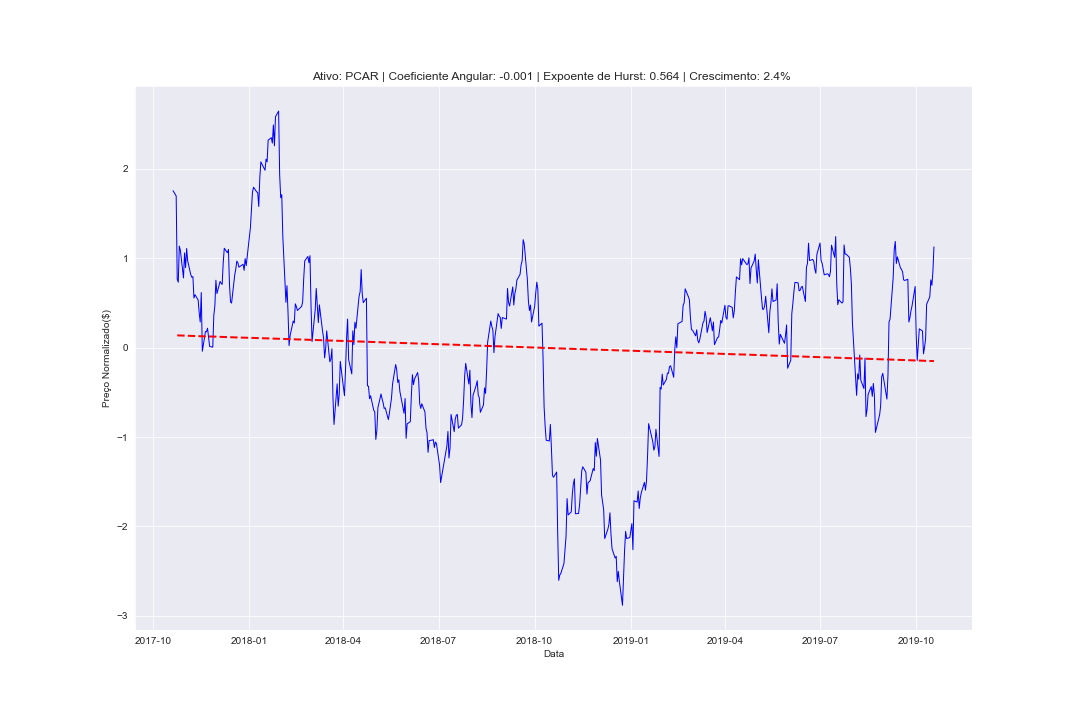 Ativo: PCAR | Coeficiente Angular: -0.001 | Expoente de Hurst: 0.564 | Crescimento: 2.4%
Preço Normalizado($)
2
1
0
−1
−2
−3
2017-10 2018-01 2018-04 2018-07 2018-10 2019-01 2019-04 2019-07 2019-10
Data